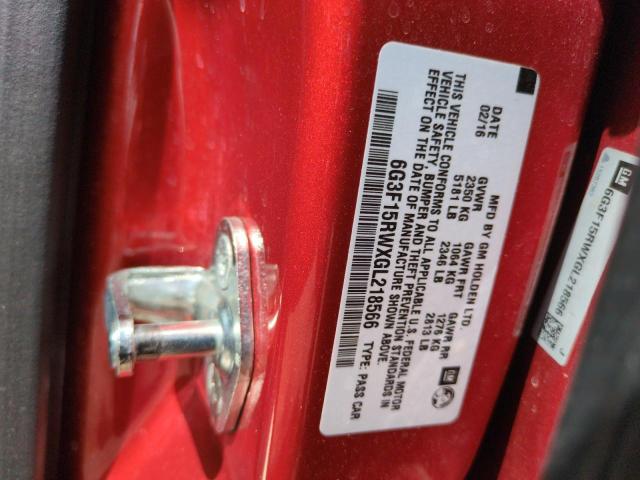 MFD BY GM HOLDEN LTD
DATE GVWR GAWR FRT GAWR RR
02/16 2350 KG 1064 KG 1276 KG
5181 LB 2346 LB 2813 LB
THIS VEHICLE CONFORMS TO ALL APPLICABLE U.S. FEDERAL MOTOR
VEHICLE SAFETY, BUMPER AND THEFT PREVENTION STANDARDS IN
EFFECT ON THE DATE OF MANUFACTURE SHOWN ABOVE.
6G3F15RWXGL218566 TYPE: PASS CAR
GM
GM
6G3F15RWXGL218566